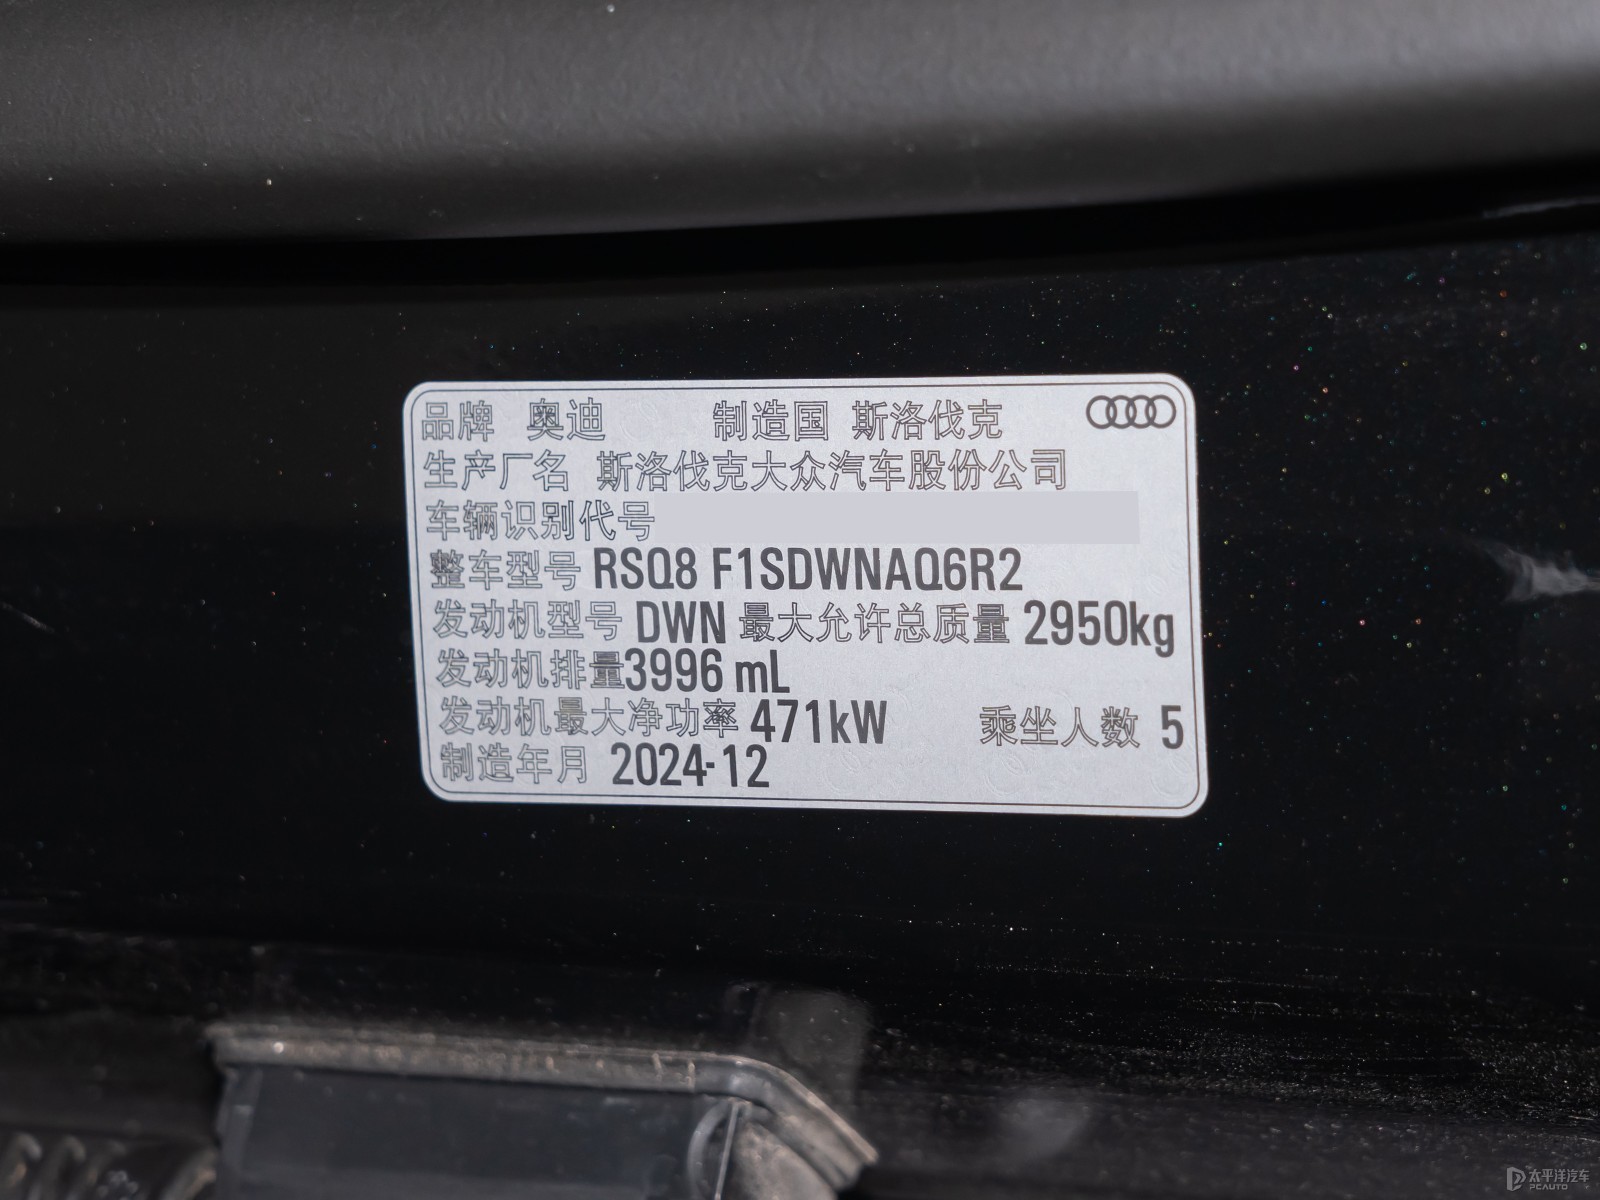 品牌 奥迪 制造国 斯洛伐克
生产厂名 斯洛伐克大众汽车股份公司
车辆识别代号
整车型号 RSQ8 F1SDWNAQ6R2
发动机型号 DWN 最大允许总质量 2950kg
发动机排量3996 mL
发动机最大净功率 471kW 乘坐人数 5
制造年月 2024-12
太平洋汽车
PCAUTO